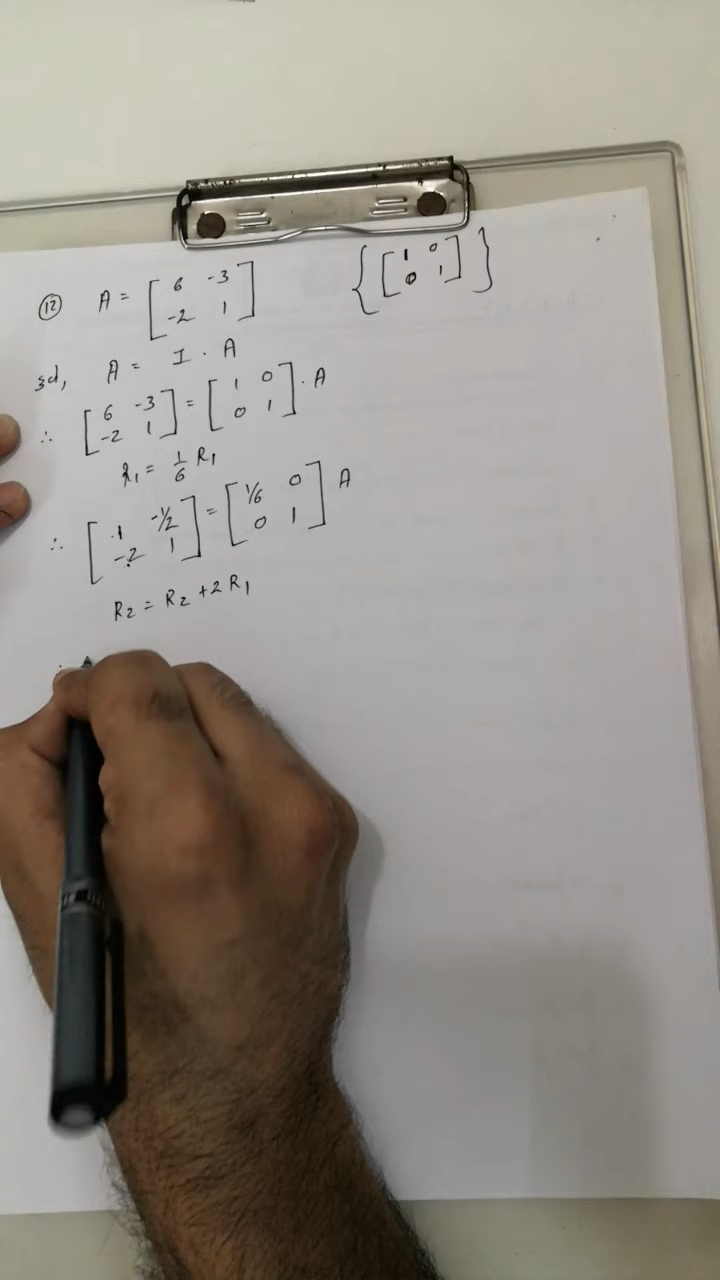 (12) A = [6 -3; -2 1] {[1 0; 0 1]}
sol, A = I . A
∴ [6 -3; -2 1] = [1 0; 0 1] . A
R1 = 1/6 R1
∴ [1 -1/2; -2 1] = [1/6 0; 0 1] A
R2 = R2 + 2 R1